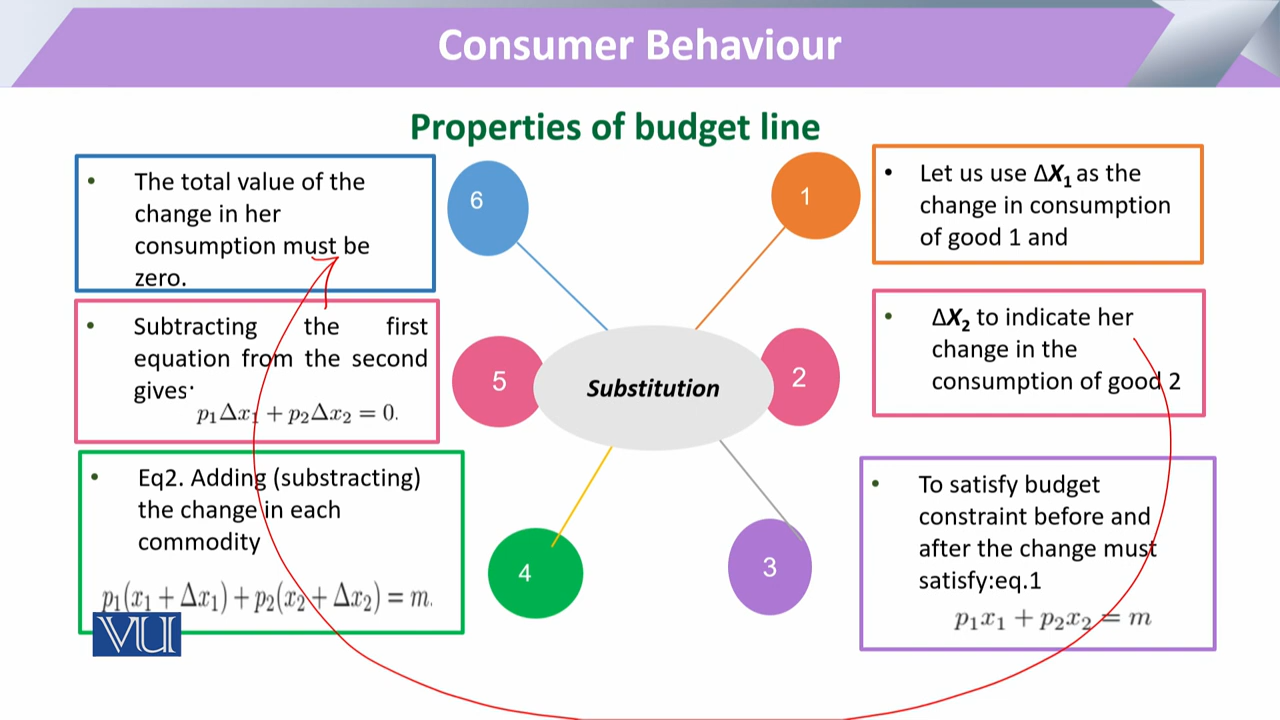 Consumer Behaviour
Properties of budget line
1
• Let us use ΔX₁ as the
change in consumption
of good 1 and
2
• ΔX₂ to indicate her
change in the
consumption of good 2
3
• To satisfy budget
constraint before and
after the change must
satisfy:eq.1
p₁x₁ + p₂x₂ = m
4
• Eq2. Adding (substracting)
the change in each
commodity
p₁(x₁ + Δx₁) + p₂(x₂ + Δx₂) = m.
5
• Subtracting the first
equation from the second
gives:
p₁Δx₁ + p₂Δx₂ = 0.
6
• The total value of the
change in her
consumption must be
zero.
Substitution
VU